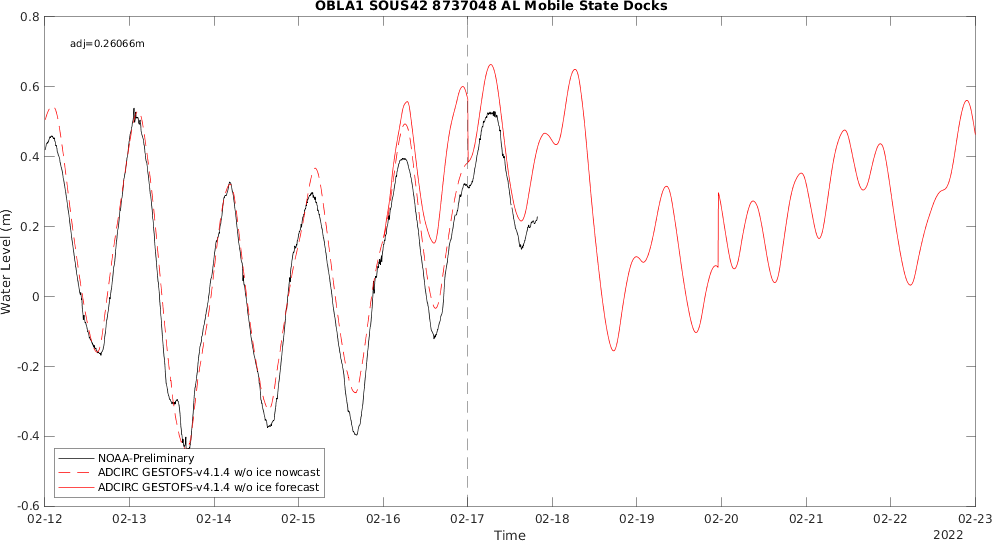 OBLA1 SOUS42 8737048 AL Mobile State Docks
adj=0.26066m
0.8
0.6
0.4
0.2
0
-0.2
-0.4
-0.6
Water Level (m)
NOAA-Preliminary
ADCIRC GESTOFS-v4.1.4 w/o ice nowcast
ADCIRC GESTOFS-v4.1.4 w/o ice forecast
02-12 02-13 02-14 02-15 02-16 02-17 02-18 02-19 02-20 02-21 02-22 02-23
Time
2022